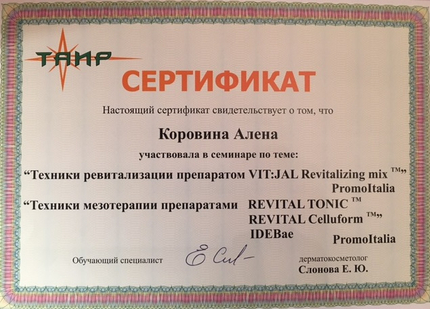 ТАИР
СЕРТИФИКАТ
Настоящий сертификат свидетельствует о том, что
Коровина Алена
участвовала в семинаре по теме:
“Техники ревитализации препаратом VIT:JAL Revitalizing mix ™”
PromoItalia
“Техники мезотерапии препаратами REVITAL TONIC ™
REVITAL Celluform ™”
IDEBae
PromoItalia
Обучающий специалист
дерматокосметолог
Слонова Е. Ю.